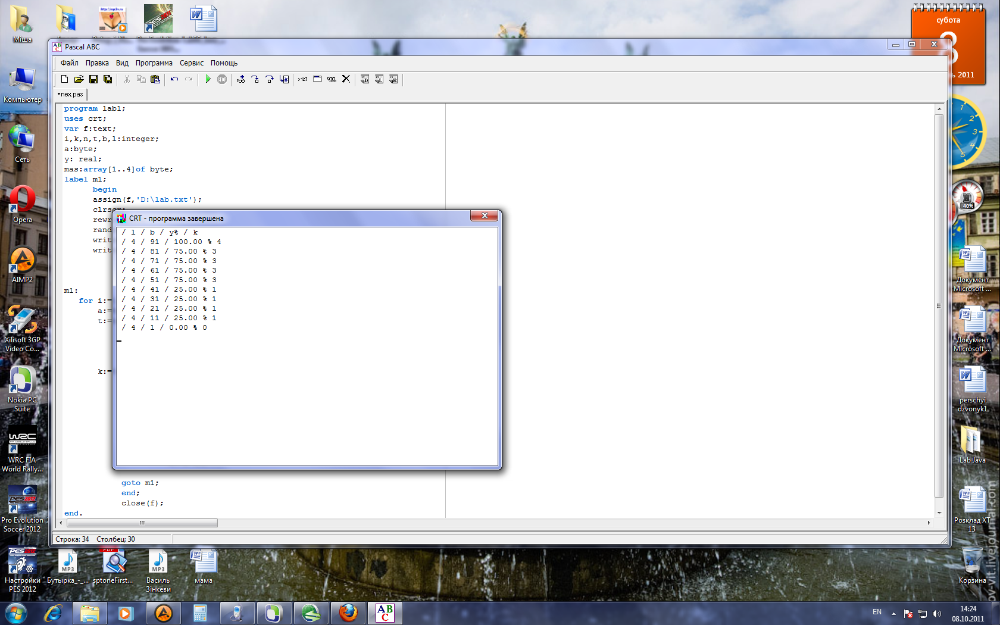 Міша
https://mp3v.ru
субота
8
ь 2011
Pascal ABC
Файл Правка Вид Программа Сервис Помощь
•nex.pas
program lab1;
uses crt;
var f:text;
i,k,n,t,b,l:integer;
a:byte;
y: real;
mas:array[1..4]of byte;
label m1;
begin
assign(f,'D:\lab.txt');
clrscr;
rewr
rand
writ
writ
m1:
for i:=
a:=
t:=
k:=
goto m1;
end;
close(f);
end.
CRT - программа завершена
/ l / b / y% / k
/ 4 / 91 / 100.00 % 4
/ 4 / 81 / 75.00 % 3
/ 4 / 71 / 75.00 % 3
/ 4 / 61 / 75.00 % 3
/ 4 / 51 / 75.00 % 3
/ 4 / 41 / 25.00 % 1
/ 4 / 31 / 25.00 % 1
/ 4 / 21 / 25.00 % 1
/ 4 / 11 / 25.00 % 1
/ 4 / 1 / 0.00 % 0
Строка: 34 Столбец: 30
Компьютер
Сеть
Opera
AIMP2
Xilisoft 3GP
Video Co...
Nokia PC
Suite
WRC FIA
World Rally...
Pro Evolution
Soccer 2012
Настройки
PES 2012
Бутырка_-_...
sptoneFirst...
Василь
Зінкеви
мама
40%
Документ
Microsoft ...
Документ
Microsoft ...
perschyi
dzvonyk1
Lab Java
Розклад ХТ
13
Корзина
EN
14:24
08.10.2011